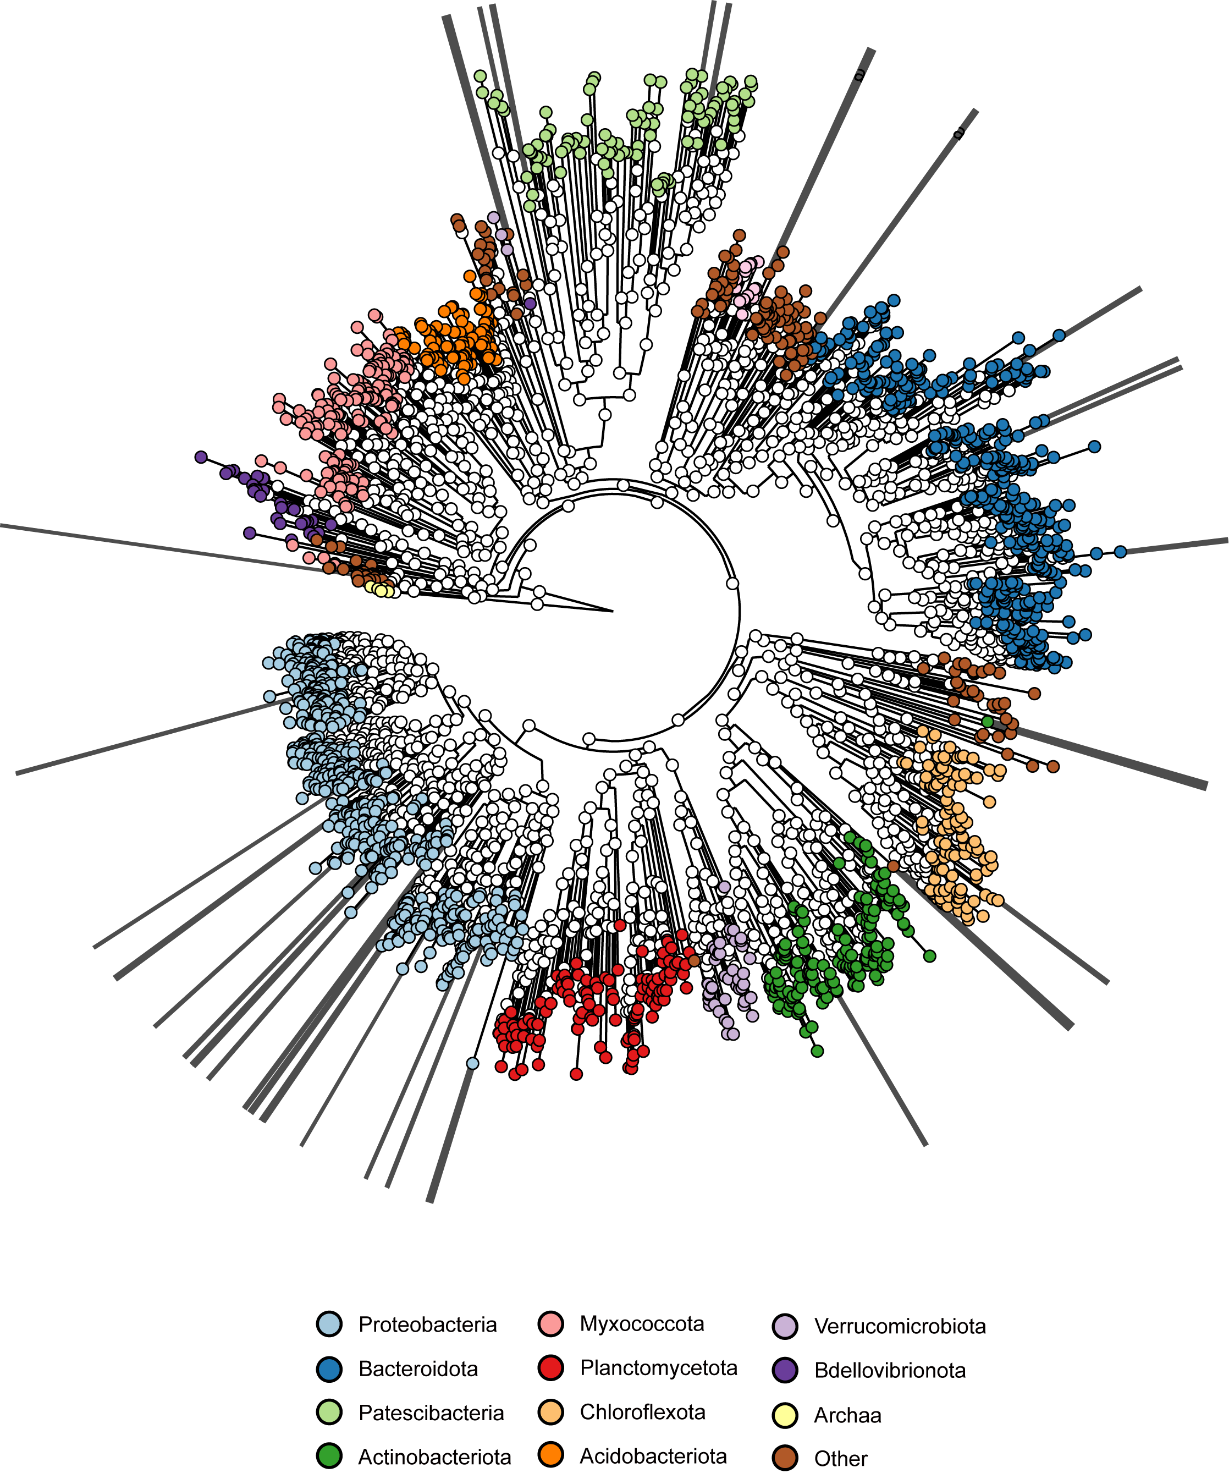 Proteobacteria
Bacteroidota
Patescibacteria
Actinobacteriota
Myxococcota
Planctomycetota
Chloroflexota
Acidobacteriota
Verrucomicrobiota
Bdellovibrionota
Archaa
Other